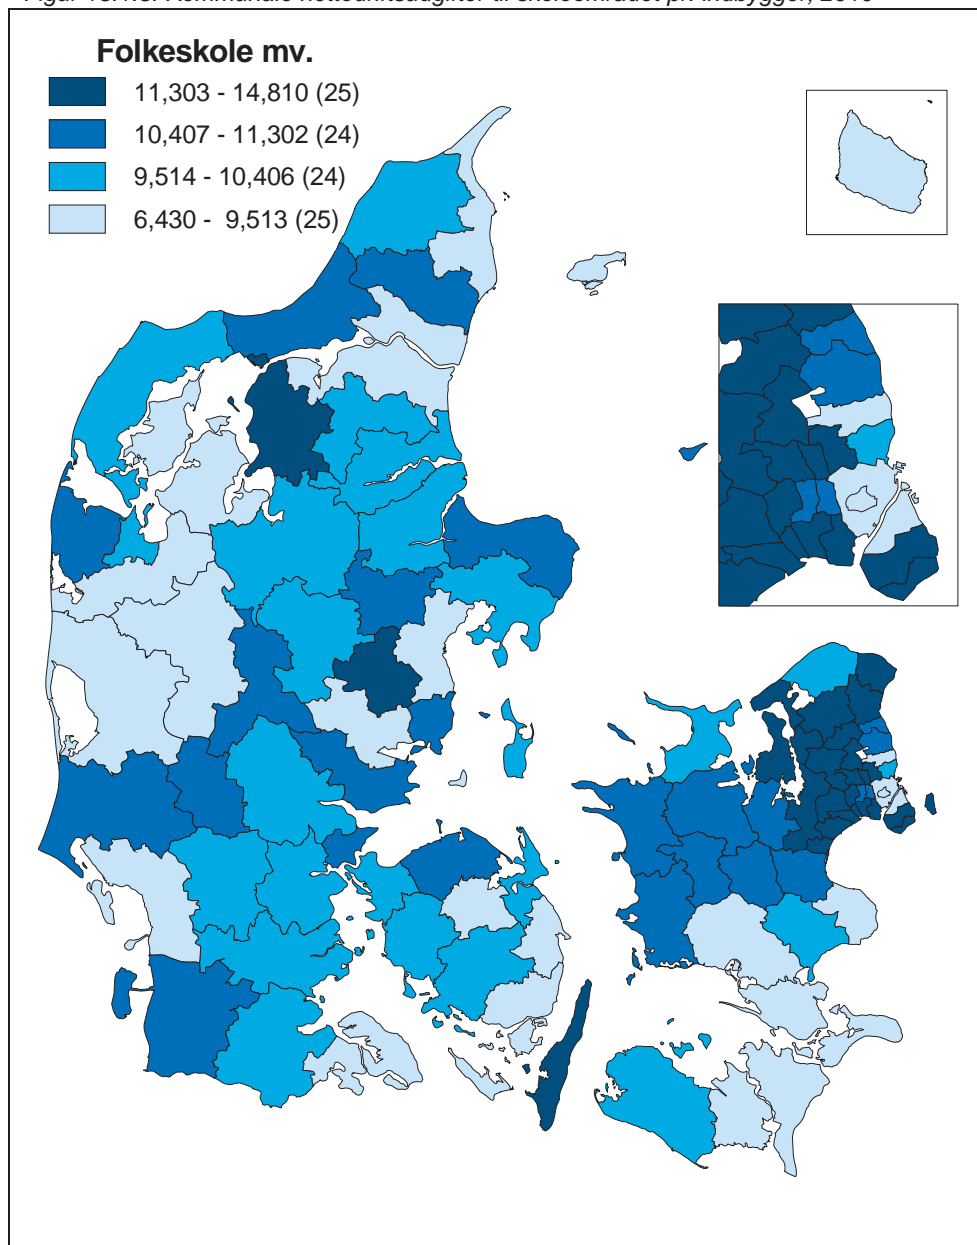 Folkeskole mv.
11,303 - 14,810 (25)
10,407 - 11,302 (24)
9,514 - 10,406 (24)
6,430 - 9,513 (25)